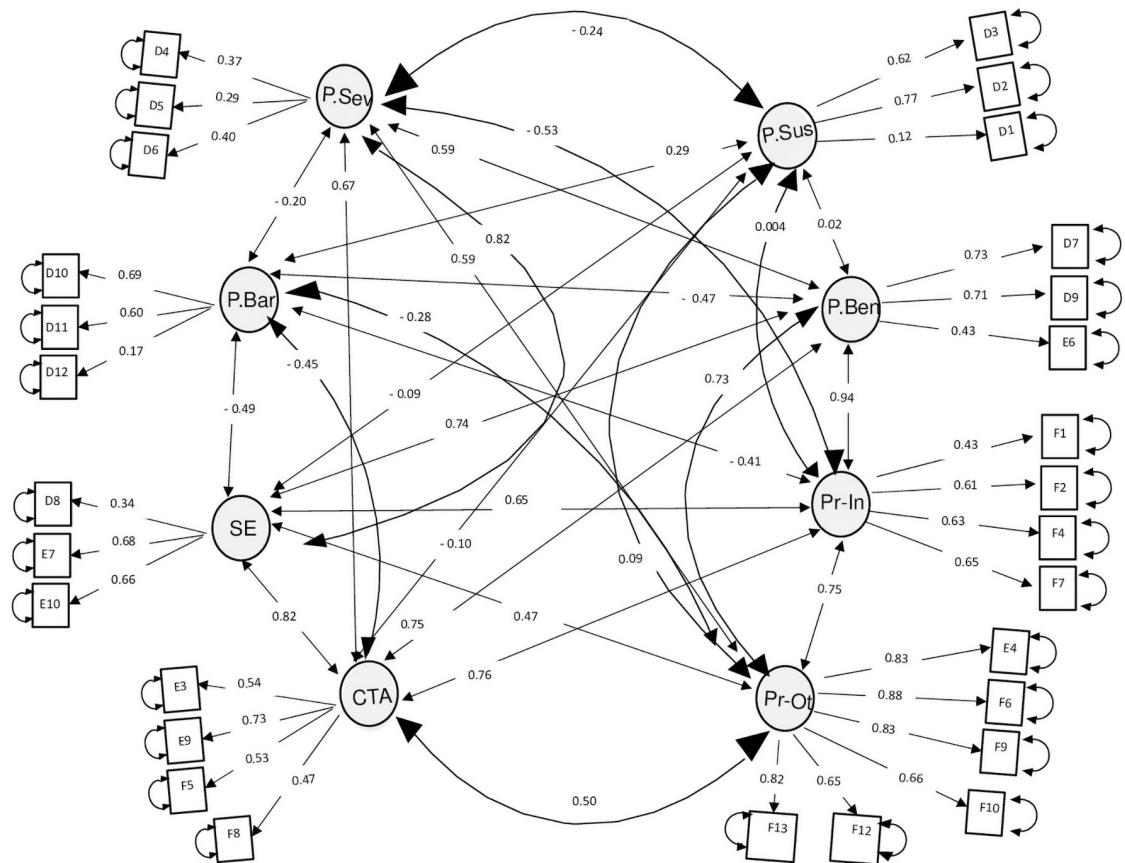 - 0.24
D4
0.37
D5
0.29
D6
0.40
P.Sev
P.Sus
0.62
D3
0.77
D2
0.12
D1
- 0.53
0.59
0.29
0.67
- 0.20
0.82
0.59
0.004
0.02
D10
0.69
D11
0.60
D12
0.17
P.Bar
- 0.28
- 0.45
- 0.47
P.Ben
0.73
D7
0.71
D9
0.43
E6
- 0.49
- 0.09
0.74
0.73
0.94
- 0.41
D8
0.34
E7
0.68
E10
0.66
SE
0.65
- 0.10
0.09
Pr-In
0.43
F1
0.61
F2
0.63
F4
0.65
F7
0.82
0.75
0.47
0.76
0.75
E3
0.54
E9
0.73
F5
0.53
F8
0.47
CTA
0.50
Pr-Ot
0.83
E4
0.88
F6
0.83
F9
0.66
F10
0.82
F13
0.65
F12